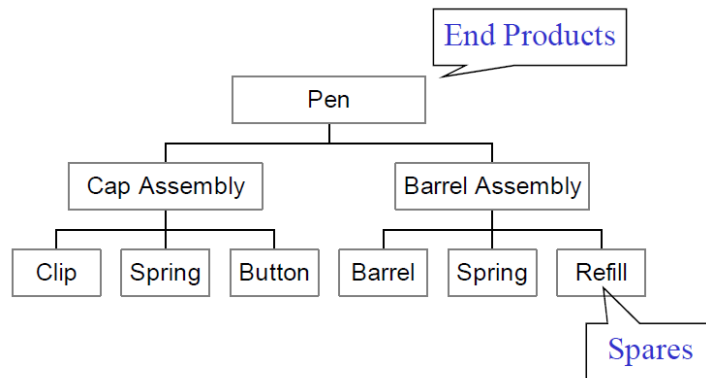 End Products
Pen
Cap Assembly
Barrel Assembly
Clip
Spring
Button
Barrel
Spring
Refill
Spares